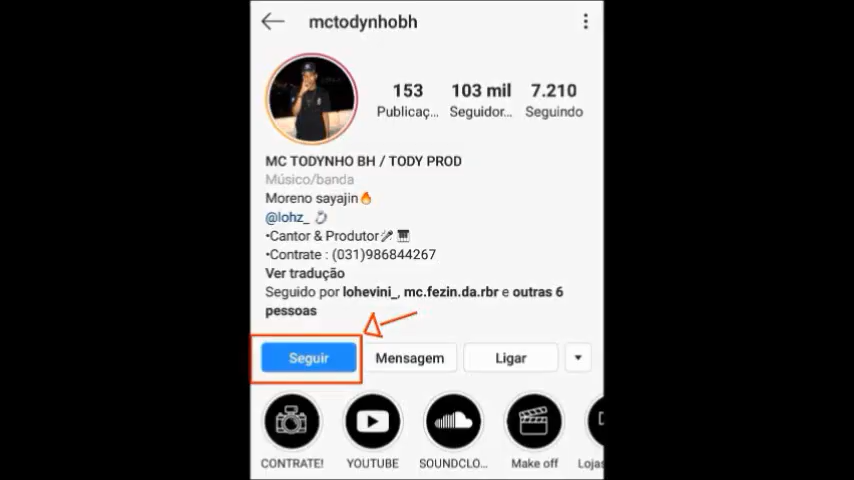 mctodynhobh
153 103 mil 7.210
Publicaç... Seguidor... Seguindo
MC TODYNHO BH / TODY PROD
Músico/banda
Moreno sayajin🔥
@lohz_ 💍
•Cantor & Produtor🎤 🎹
•Contrate : (031)986844267
Ver tradução
Seguido por lohevini_, mc.fezin.da.rbr e outras 6
pessoas
Seguir Mensagem Ligar
CONTRATE! YOUTUBE SOUNDCLO... Make off Lojas